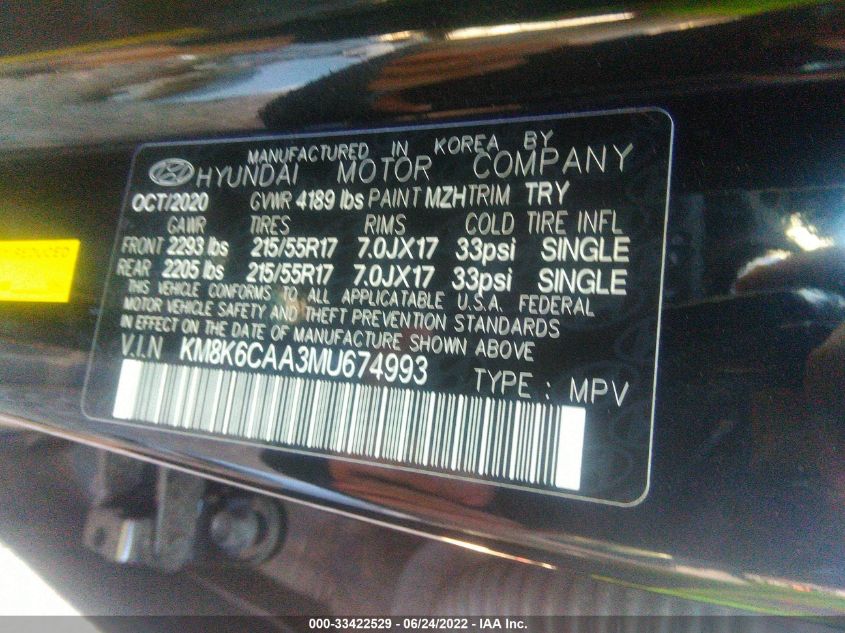 MANUFACTURED IN KOREA BY
HYUNDAI MOTOR COMPANY
OCT/2020 GVWR 4189 lbs PAINT MZH TRIM TRY
GAWR TIRES RIMS COLD TIRE INFL
FRONT 2293 lbs 215/55R17 7.0JX17 33psi SINGLE
REAR 2205 lbs 215/55R17 7.0JX17 33psi SINGLE
THIS VEHICLE CONFORMS TO ALL APPLICATABLE U.S.A. FEDERAL
MOTOR VEHICLE SAFETY AND THEFT PREVENTION STANDARDS
IN EFFECT ON THE DATE OF MANUFACTURE SHOWN ABOVE.
V.I.N KM8K6CAA3MU674993 TYPE : MPV
REDUCED
000-33422529 / 06/24/2022 - IAA Inc.